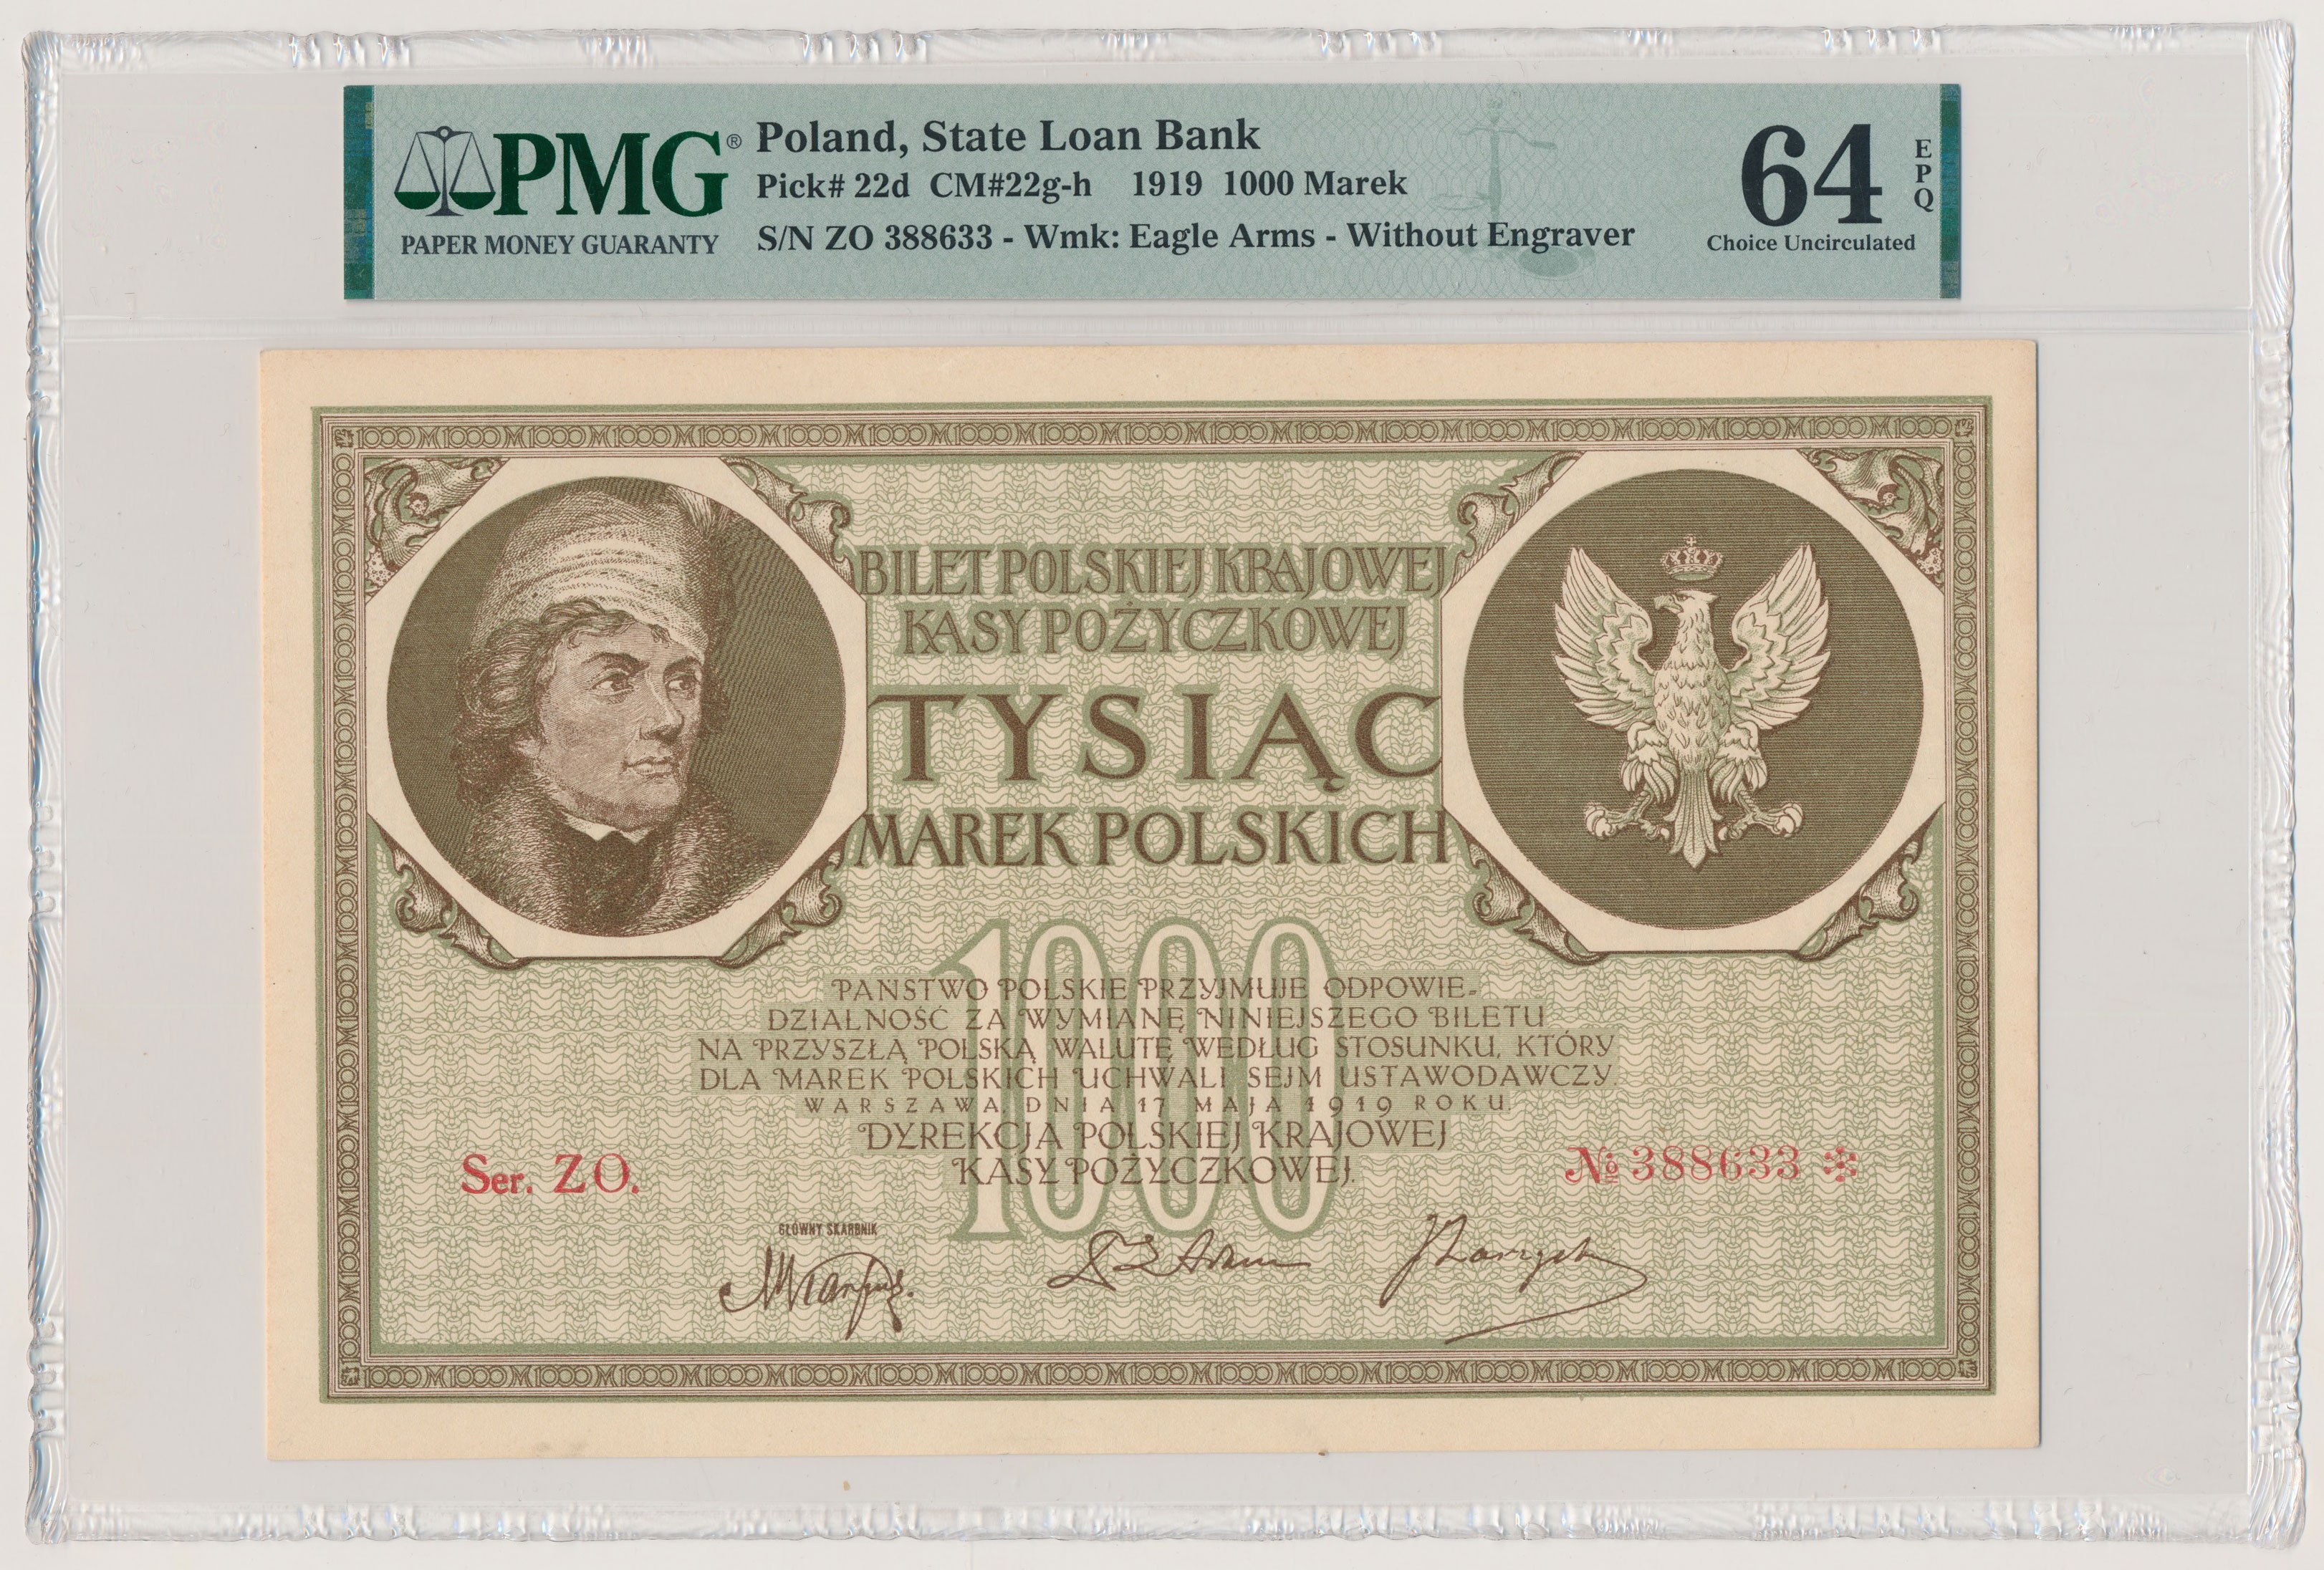 PMG®
PAPER MONEY GUARANTY
Poland, State Loan Bank
Pick# 22d CM#22g-h 1919 1000 Marek
S/N ZO 388633 - Wmk: Eagle Arms - Without Engraver
64
EPQ
Choice Uncirculated
BILET POLSKIEJ KRAJOWEJ
KASY POŻYCZKOWEJ
TYSIĄC
MAREK POLSKICH
1000
PAŃSTWO POLSKIE PRZYJMUJE ODPOWIE-
DZIALNOŚĆ ZA WYMIANĘ NINIEJSZEGO BILETU
NA PRZYSZŁĄ POLSKĄ WALUTĘ WEDŁUG STOSUNKU, KTÓRY
DLA MAREK POLSKICH UCHWALI SEJM USTAWODAWCZY.
WARSZAWA, DNIA 17 MAJA 1919 ROKU.
DYREKCJA POLSKIEJ KRAJOWEJ
KASY POŻYCZKOWEJ.
Ser. ZO.
№ 388633 *
GŁÓWNY SKARBNIK